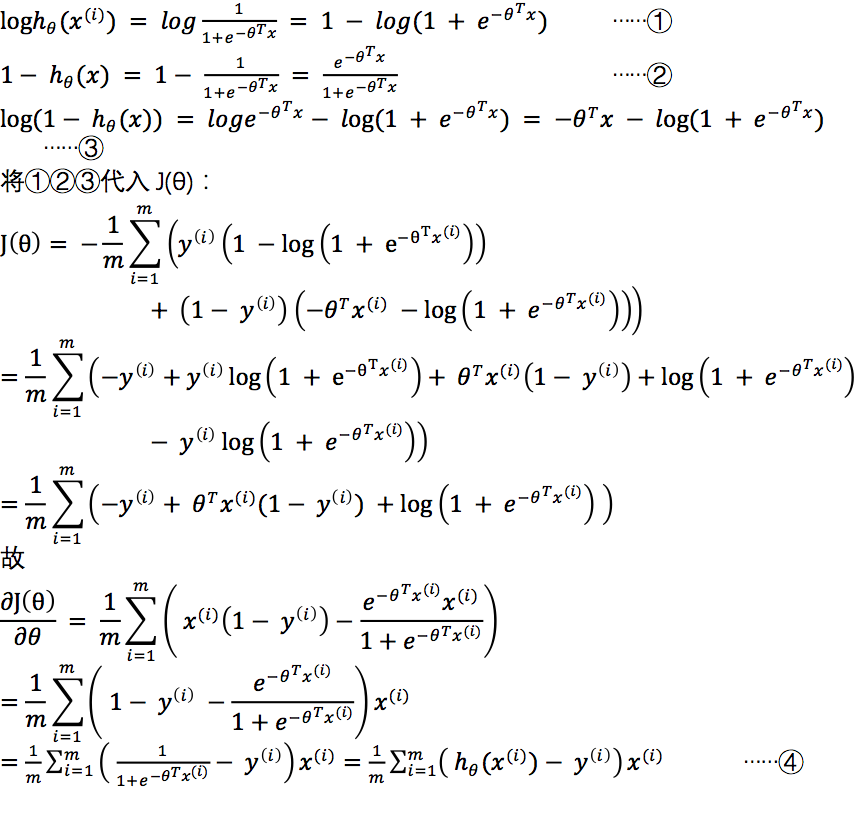 logh_θ(x^(i)) = log 1/(1+e^(−θ^T x)) = 1 − log(1 + e^(−θ^T x)) ……①
1 − h_θ(x) = 1 − 1/(1+e^(−θ^T x)) = e^(−θ^T x)/(1+e^(−θ^T x)) ……②
log(1 − h_θ(x)) = loge^(−θ^T x) − log(1 + e^(−θ^T x)) = −θ^T x − log(1 + e^(−θ^T x))
……③
将①②③代入 J(θ)：
J(θ) = −1/m ∑_{i=1}^{m} (y^(i) (1 − log(1 + e^(−θ^T x^(i))))
+ (1 − y^(i)) (−θ^T x^(i) − log(1 + e^(−θ^T x^(i)))))
= 1/m ∑_{i=1}^{m} (−y^(i) + y^(i) log(1 + e^(−θ^T x^(i))) + θ^T x^(i)(1 − y^(i)) + log(1 + e^(−θ^T x^(i)))
− y^(i) log(1 + e^(−θ^T x^(i))))
= 1/m ∑_{i=1}^{m} (−y^(i) + θ^T x^(i)(1 − y^(i)) + log(1 + e^(−θ^T x^(i))))
故
∂J(θ)/∂θ = 1/m ∑_{i=1}^{m} (x^(i)(1 − y^(i)) − e^(−θ^T x^(i)) x^(i)/(1 + e^(−θ^T x^(i))))
= 1/m ∑_{i=1}^{m} (1 − y^(i) − e^(−θ^T x^(i))/(1 + e^(−θ^T x^(i)))) x^(i)
= 1/m ∑_{i=1}^{m} (1/(1+e^(−θ^T x^(i))) − y^(i)) x^(i) = 1/m ∑_{i=1}^{m} (h_θ(x^(i)) − y^(i)) x^(i) ……④